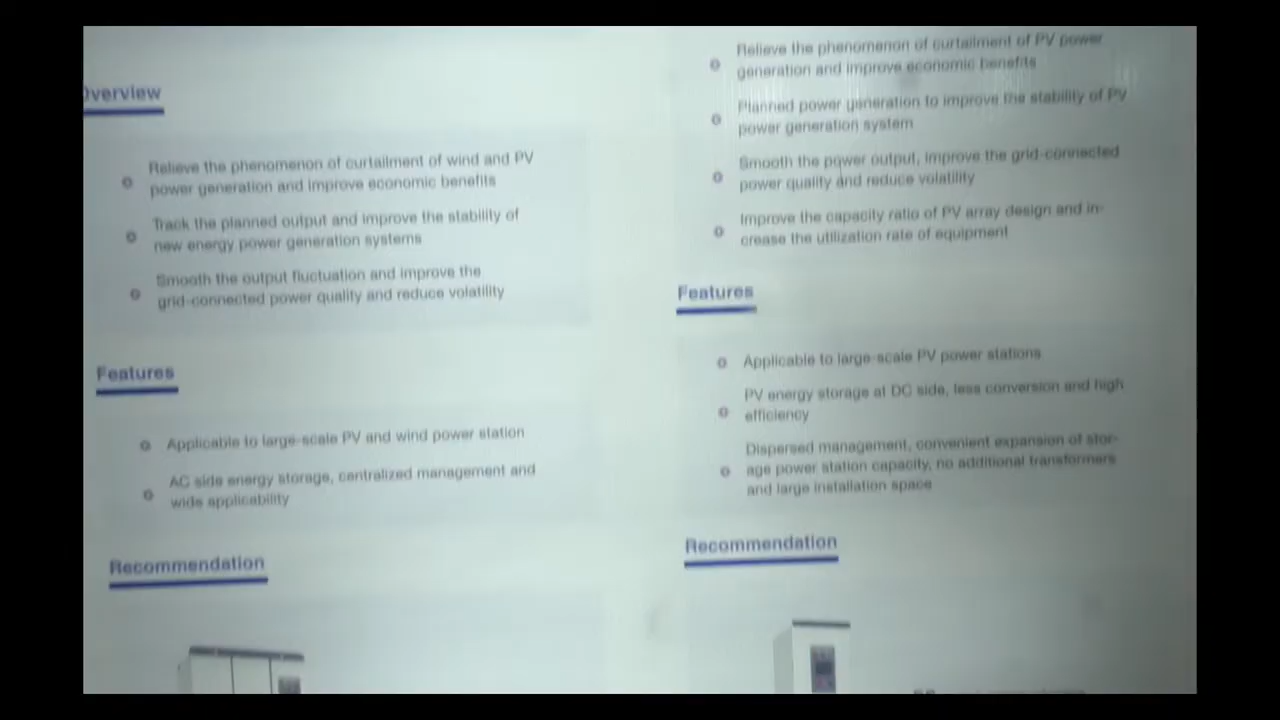 Overview
Relieve the phenomenon of curtailment of wind and PV
power generation and improve economic benefits
Track the planned output and improve the stability of
new energy power generation systems
Smooth the output fluctuation and improve the
grid-connected power quality and reduce volatility
Features
Applicable to large-scale PV and wind power station
AC side energy storage, centralized management and
wide applicability
Recommendation
Relieve the phenomenon of curtailment of PV power
generation and improve economic benefits
Planned power generation to improve the stability of PV
power generation system
Smooth the power output, improve the grid-connected
power quality and reduce volatility
Improve the capacity ratio of PV array design and in-
crease the utilization rate of equipment
Features
Applicable to large-scale PV power stations
PV energy storage at DC side, less conversion and high
efficiency
Dispersed management, convenient expansion of stor-
age power station capacity, no additional transformers
and large installation space
Recommendation